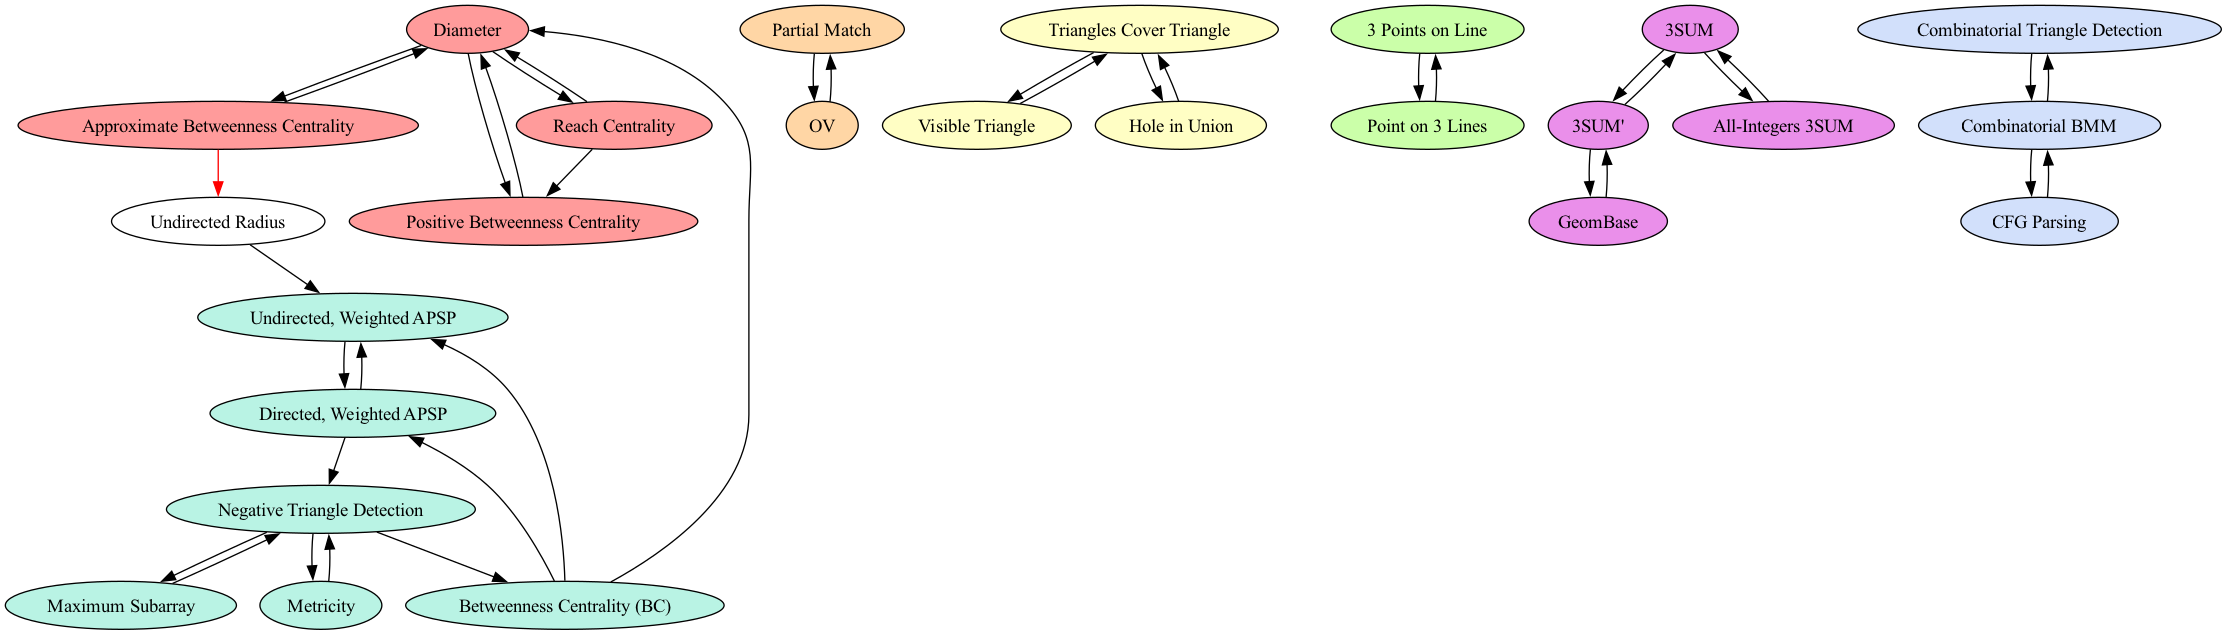 Diameter
Partial Match
Triangles Cover Triangle
3 Points on Line
3SUM
Combinatorial Triangle Detection
Approximate Betweenness Centrality
Reach Centrality
OV
Visible Triangle
Hole in Union
Point on 3 Lines
3SUM'
All-Integers 3SUM
Combinatorial BMM
Undirected Radius
Positive Betweenness Centrality
GeomBase
CFG Parsing
Undirected, Weighted APSP
Directed, Weighted APSP
Negative Triangle Detection
Maximum Subarray
Metricity
Betweenness Centrality (BC)